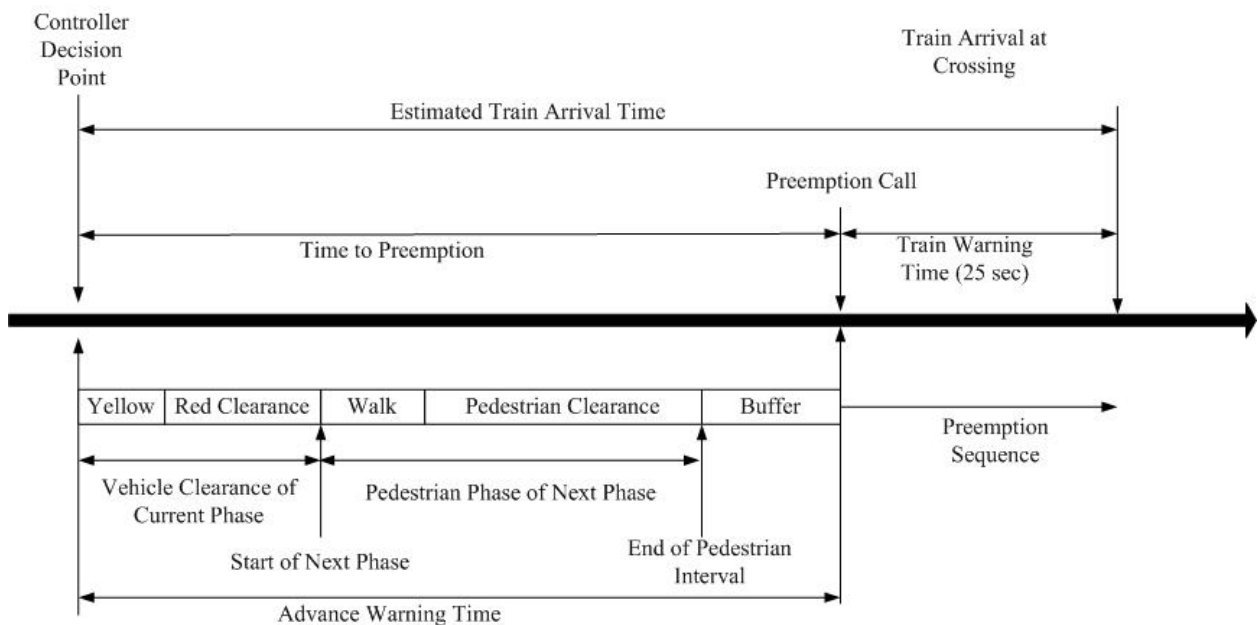 Controller
Decision
Point
Train Arrival at
Crossing
Estimated Train Arrival Time
Preemption Call
Time to Preemption
Train Warning
Time (25 sec)
Yellow
Red Clearance
Walk
Pedestrian Clearance
Buffer
Preemption
Sequence
Vehicle Clearance of
Current Phase
Pedestrian Phase of Next Phase
Start of Next Phase
End of Pedestrian
Interval
Advance Warning Time